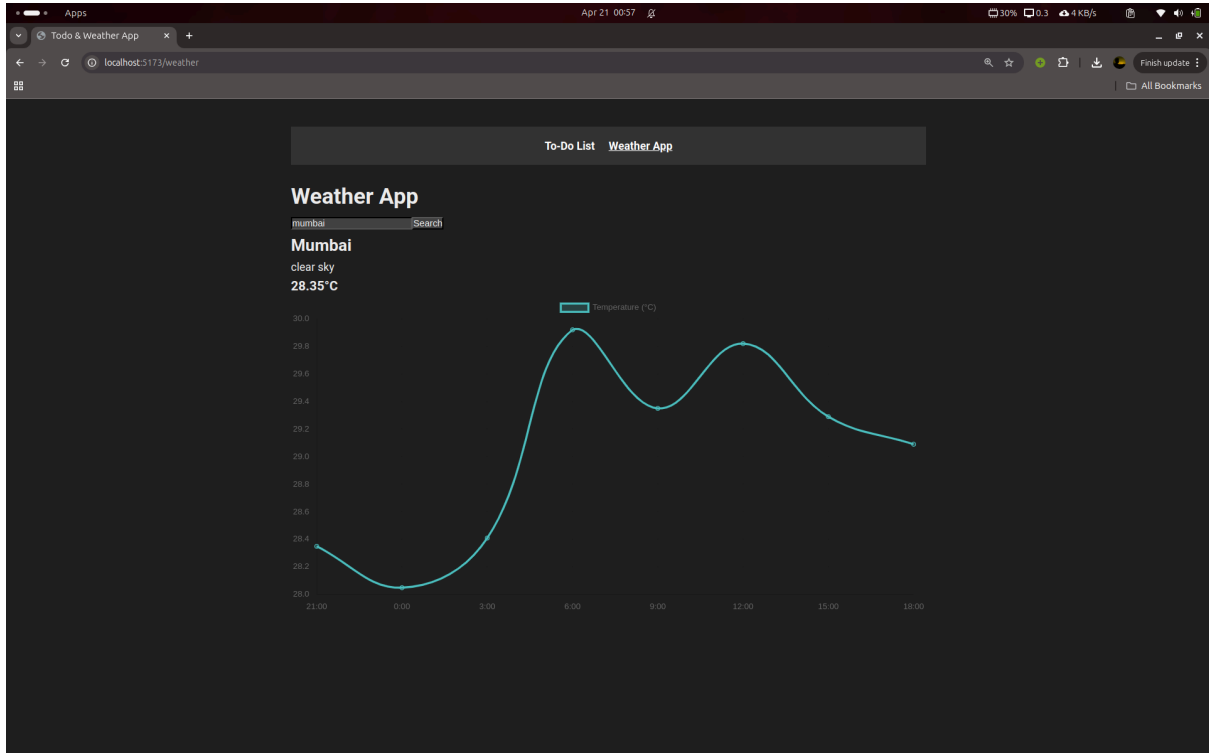 Apps Apr 21 00:57 30% 0.3 4 KB/s
Todo & Weather App
localhost:5173/weather Finish update
All Bookmarks
To-Do List Weather App
Weather App
mumbai Search
Mumbai
clear sky
28.35°C
Temperature (°C)
30.0
29.8
29.6
29.4
29.2
29.0
28.8
28.6
28.4
28.2
28.0
21:00 0:00 3:00 6:00 9:00 12:00 15:00 18:00